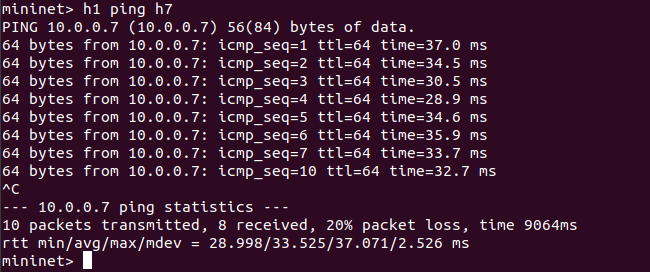 mininet> h1 ping h7
PING 10.0.0.7 (10.0.0.7) 56(84) bytes of data.
64 bytes from 10.0.0.7: icmp_seq=1 ttl=64 time=37.0 ms
64 bytes from 10.0.0.7: icmp_seq=2 ttl=64 time=34.5 ms
64 bytes from 10.0.0.7: icmp_seq=3 ttl=64 time=30.5 ms
64 bytes from 10.0.0.7: icmp_seq=4 ttl=64 time=28.9 ms
64 bytes from 10.0.0.7: icmp_seq=5 ttl=64 time=34.6 ms
64 bytes from 10.0.0.7: icmp_seq=6 ttl=64 time=35.9 ms
64 bytes from 10.0.0.7: icmp_seq=7 ttl=64 time=33.7 ms
64 bytes from 10.0.0.7: icmp_seq=10 ttl=64 time=32.7 ms
^C
--- 10.0.0.7 ping statistics ---
10 packets transmitted, 8 received, 20% packet loss, time 9064ms
rtt min/avg/max/mdev = 28.998/33.525/37.071/2.526 ms
mininet>